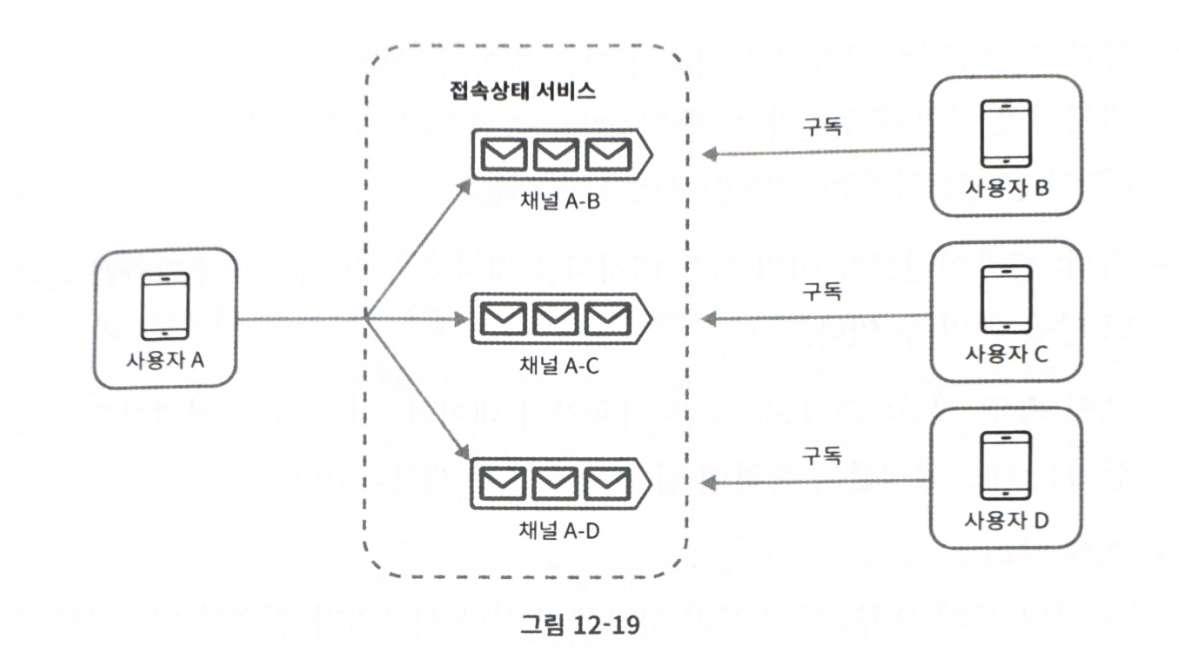 접속상태 서비스
채널 A-B
구독
사용자 B
사용자 A
채널 A-C
구독
사용자 C
채널 A-D
구독
사용자 D
그림 12-19